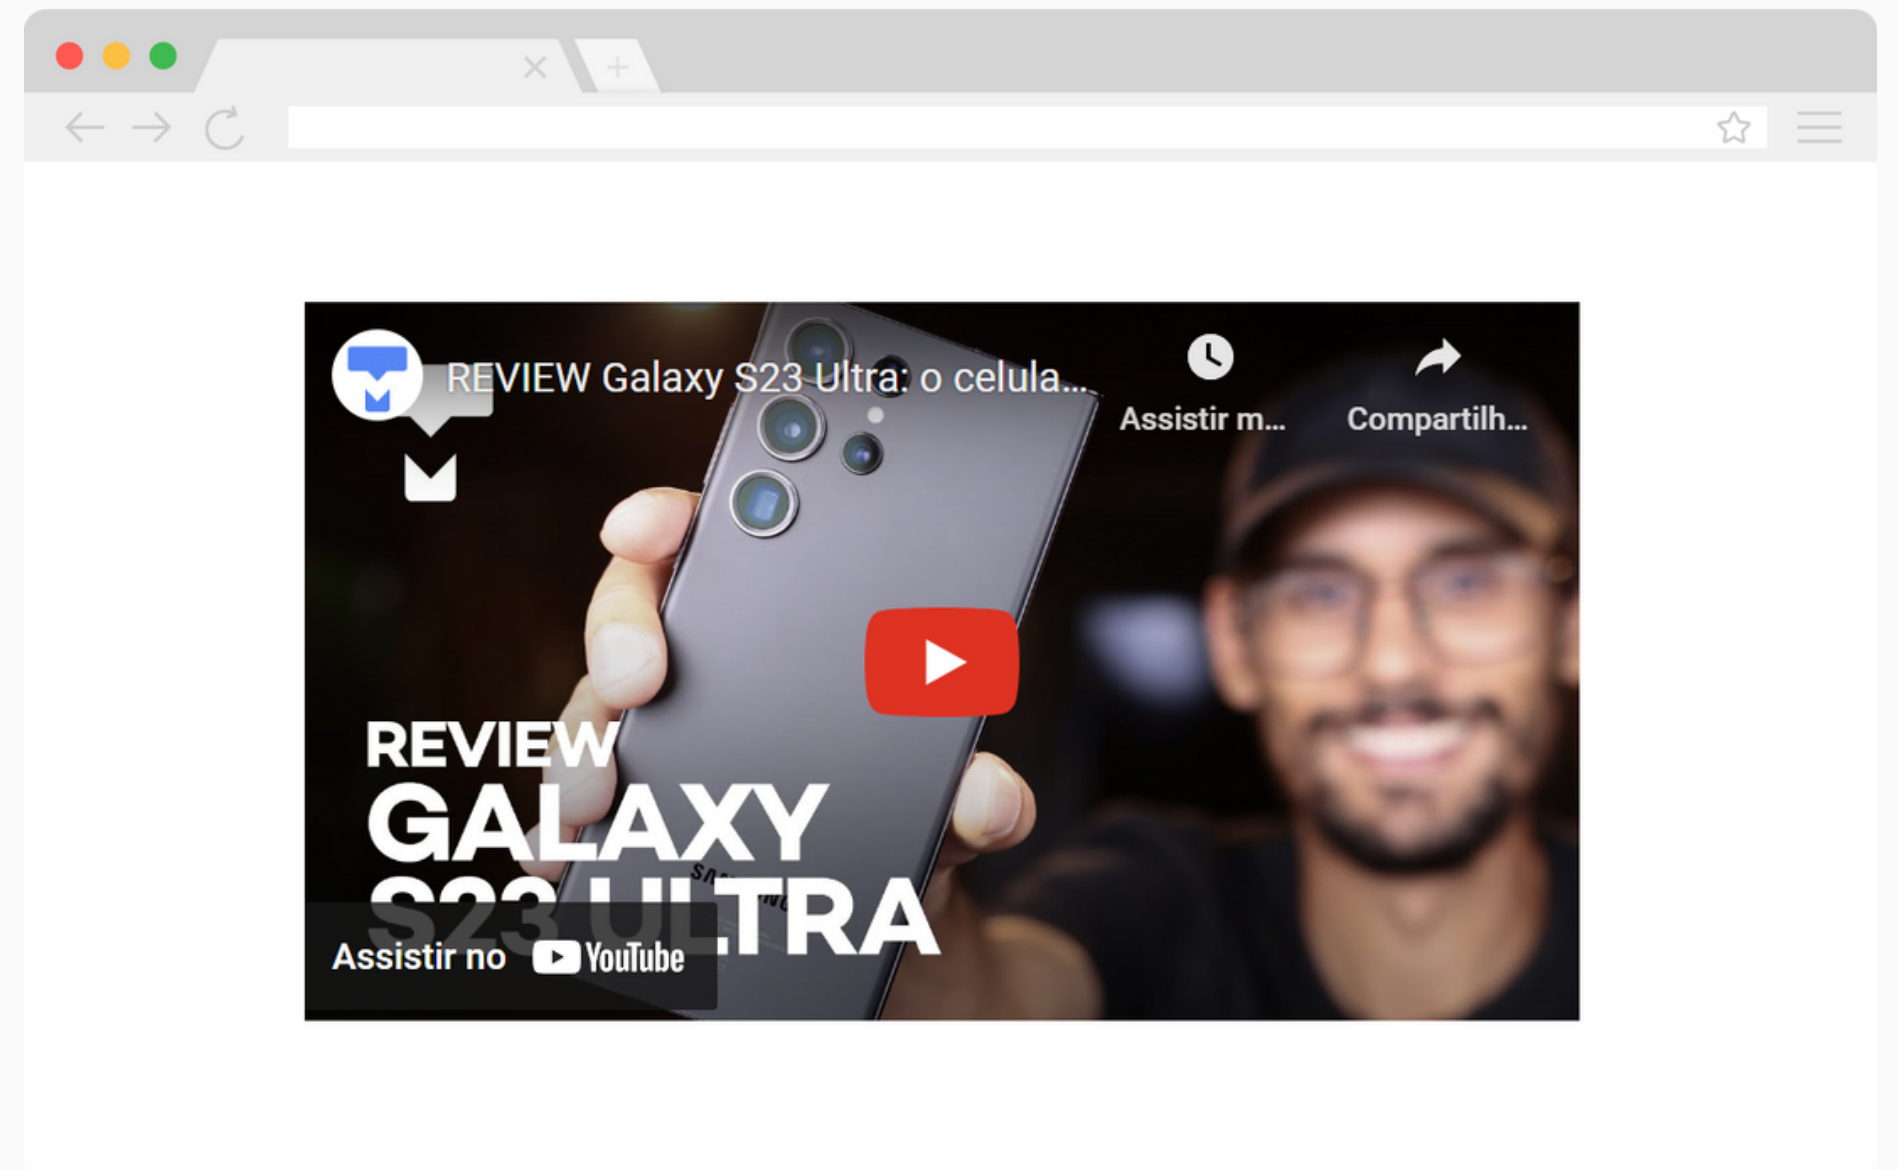 REVIEW Galaxy S23 Ultra: o celula...
Assistir m...
Compartilh...
REVIEW
GALAXY
S23 ULTRA
Assistir no YouTube